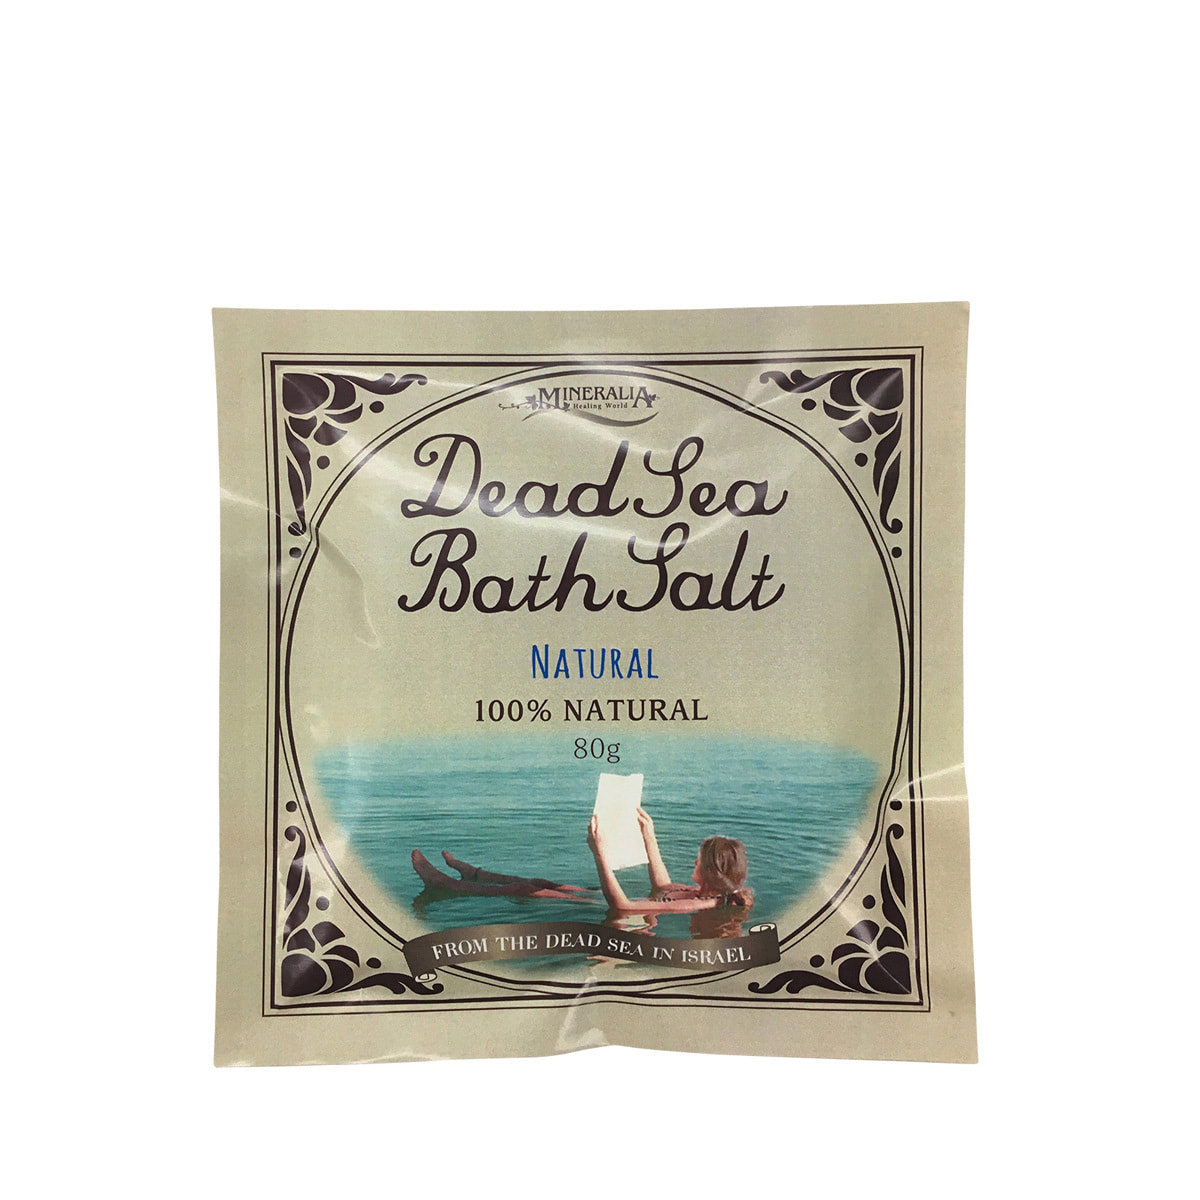 MINERALIA
Healing World
Dead Sea
Bath Salt
NATURAL
100% NATURAL
80g
FROM THE DEAD SEA IN ISRAEL